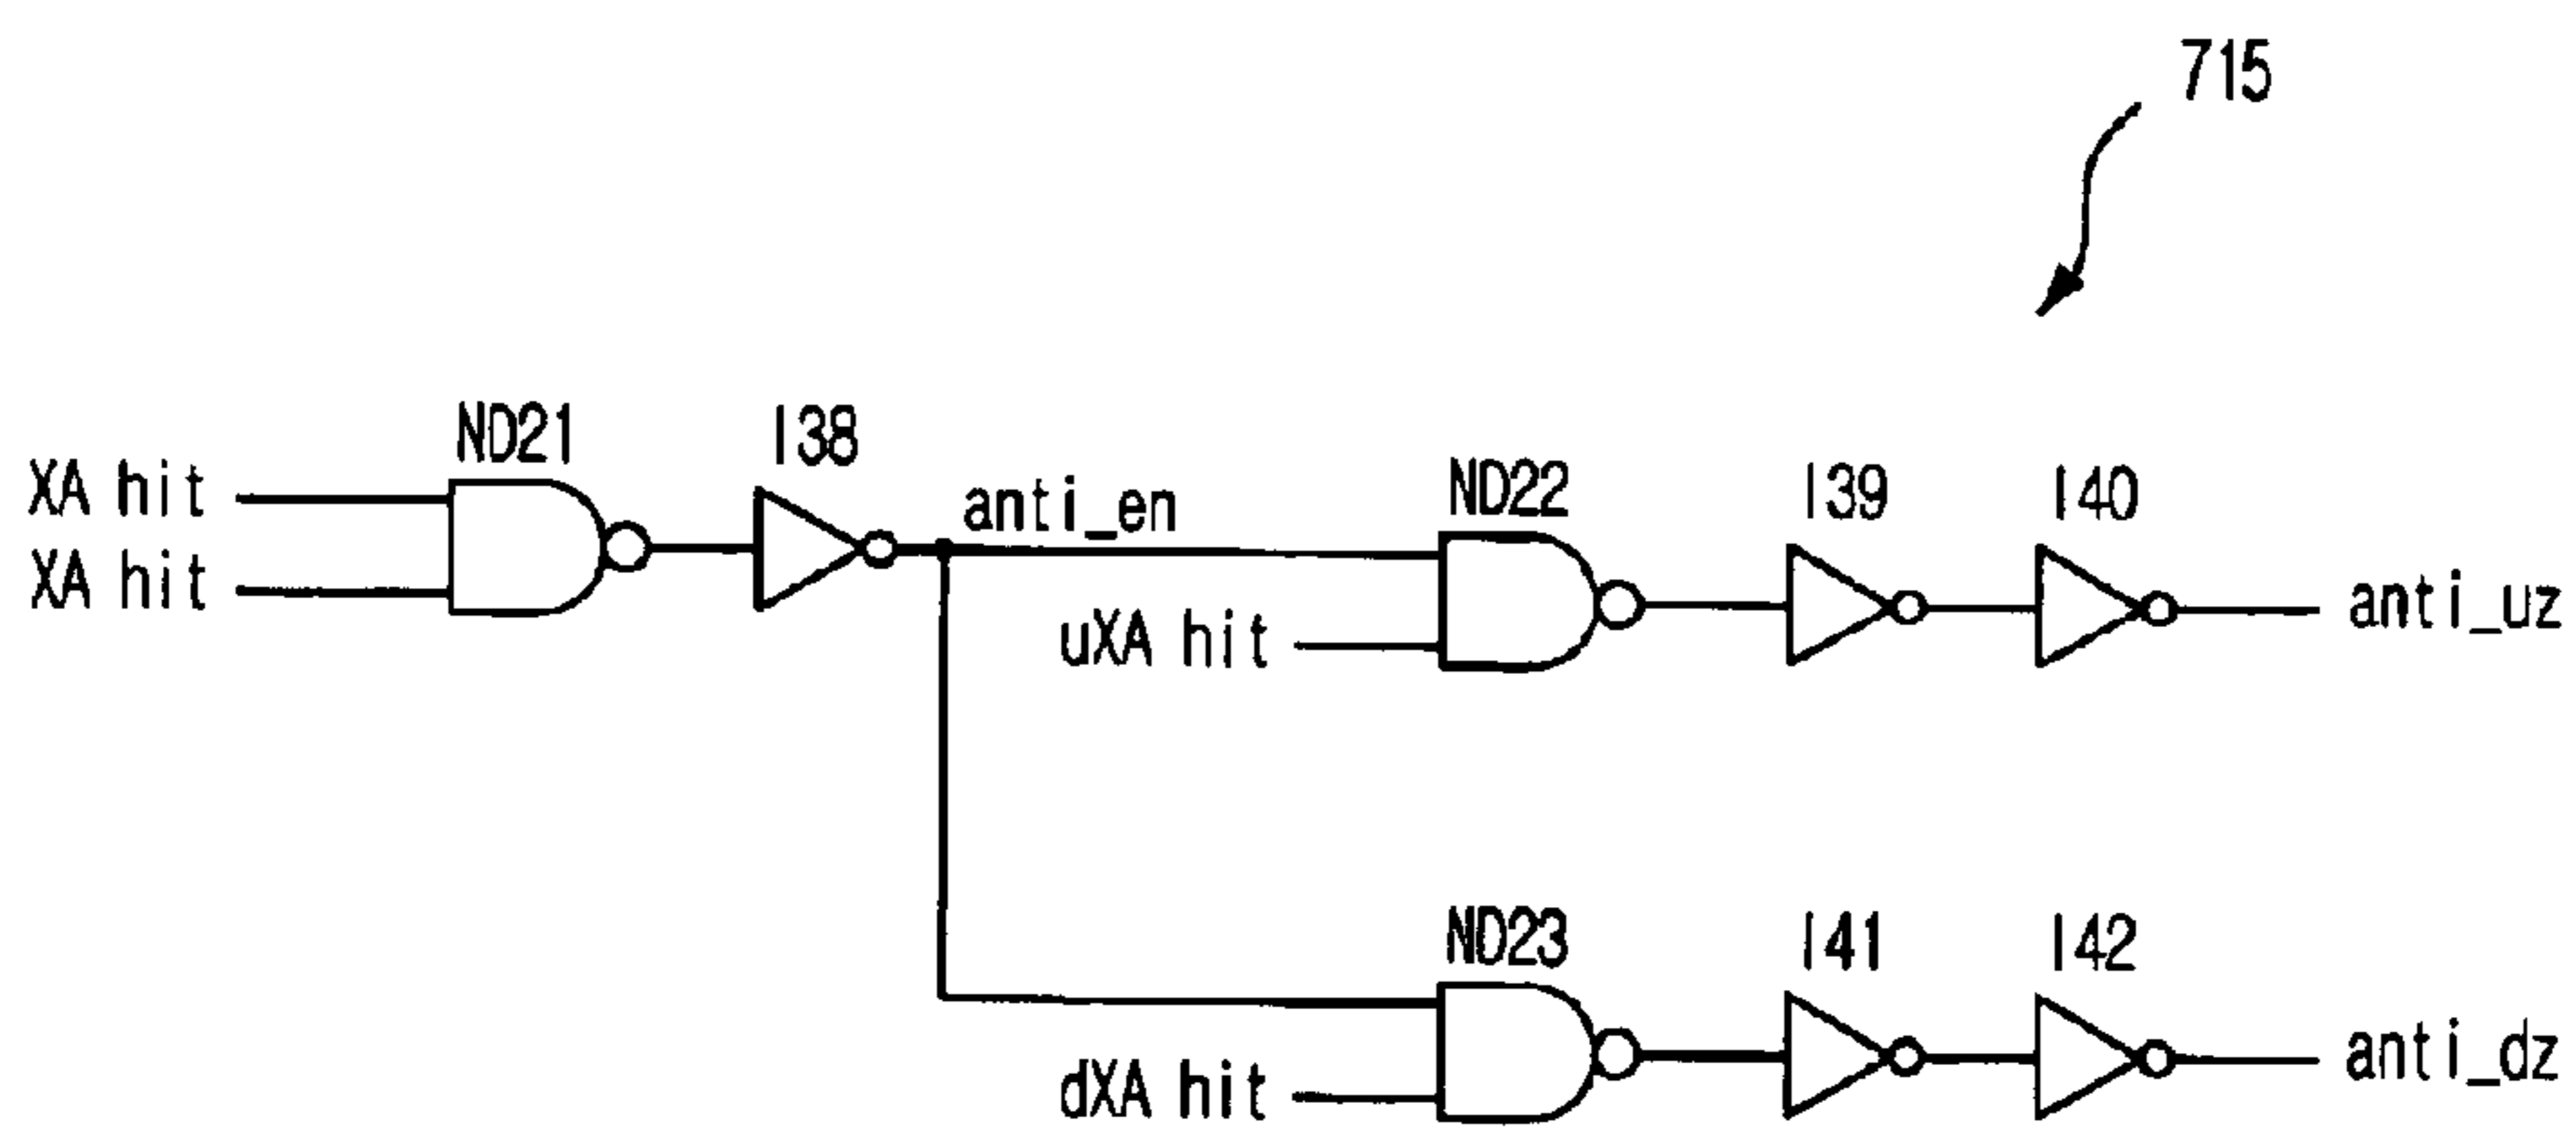 715
ND21
I38
XA hit
XA hit
anti_en
ND22
I39
I40
uXA hit
anti_uz
ND23
I41
I42
dXA hit
anti_dz